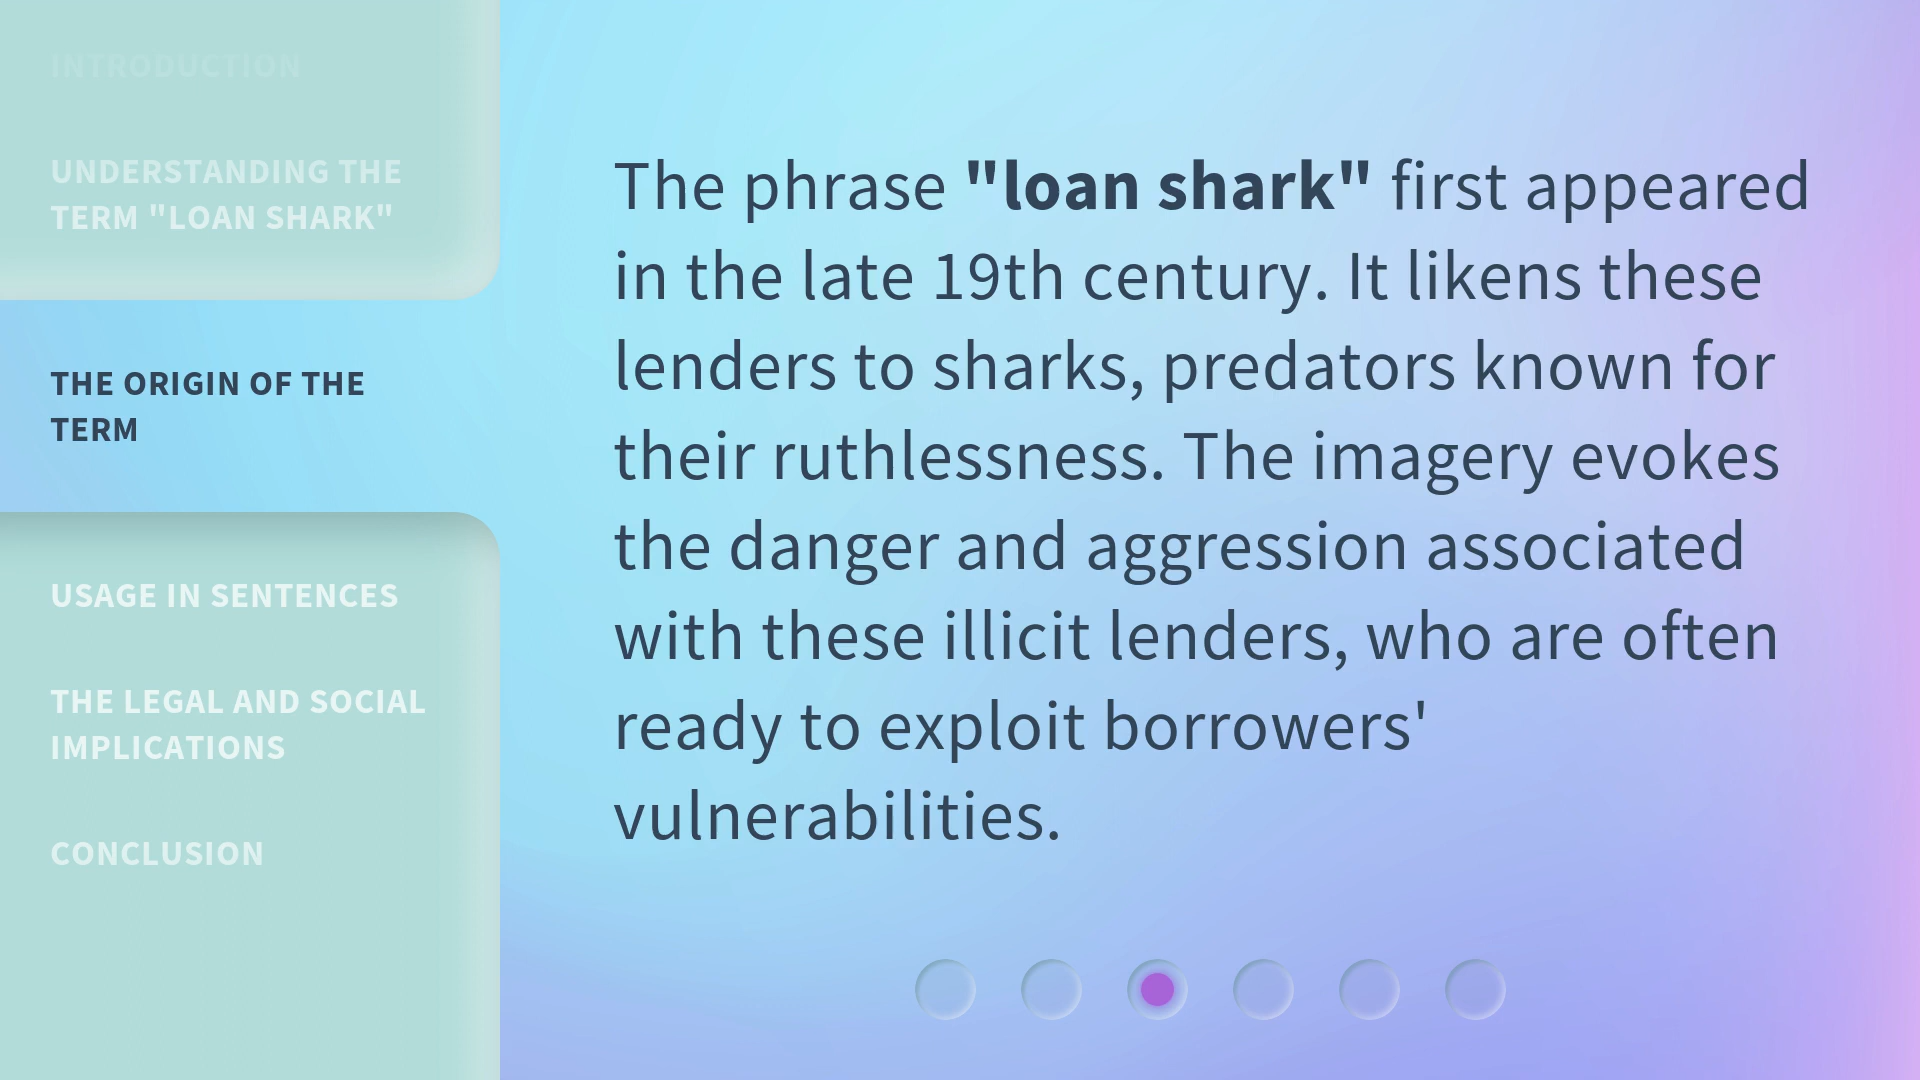 INTRODUCTION
UNDERSTANDING THE
TERM "LOAN SHARK"
THE ORIGIN OF THE
TERM
USAGE IN SENTENCES
THE LEGAL AND SOCIAL
IMPLICATIONS
CONCLUSION
The phrase "loan shark" first appeared
in the late 19th century. It likens these
lenders to sharks, predators known for
their ruthlessness. The imagery evokes
the danger and aggression associated
with these illicit lenders, who are often
ready to exploit borrowers'
vulnerabilities.